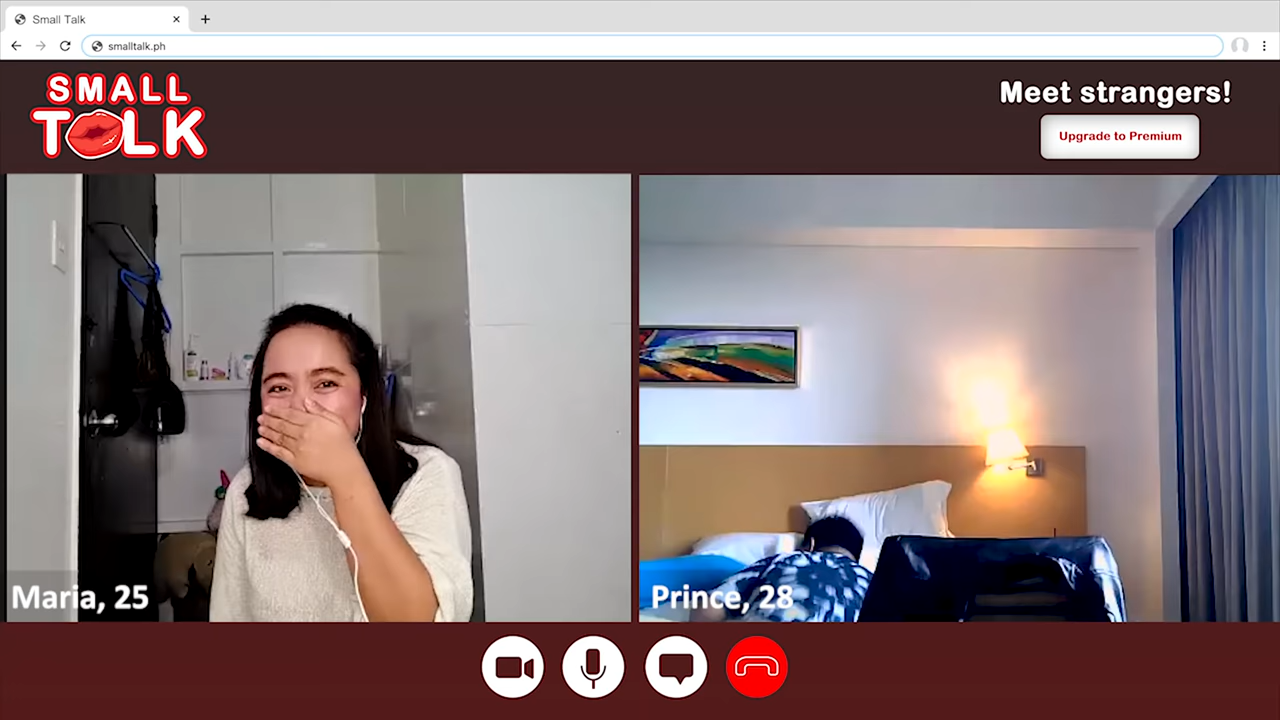 Small Talk
smalltalk.ph
SMALL
TALK
Meet strangers!
Upgrade to Premium
Maria, 25
Prince, 28